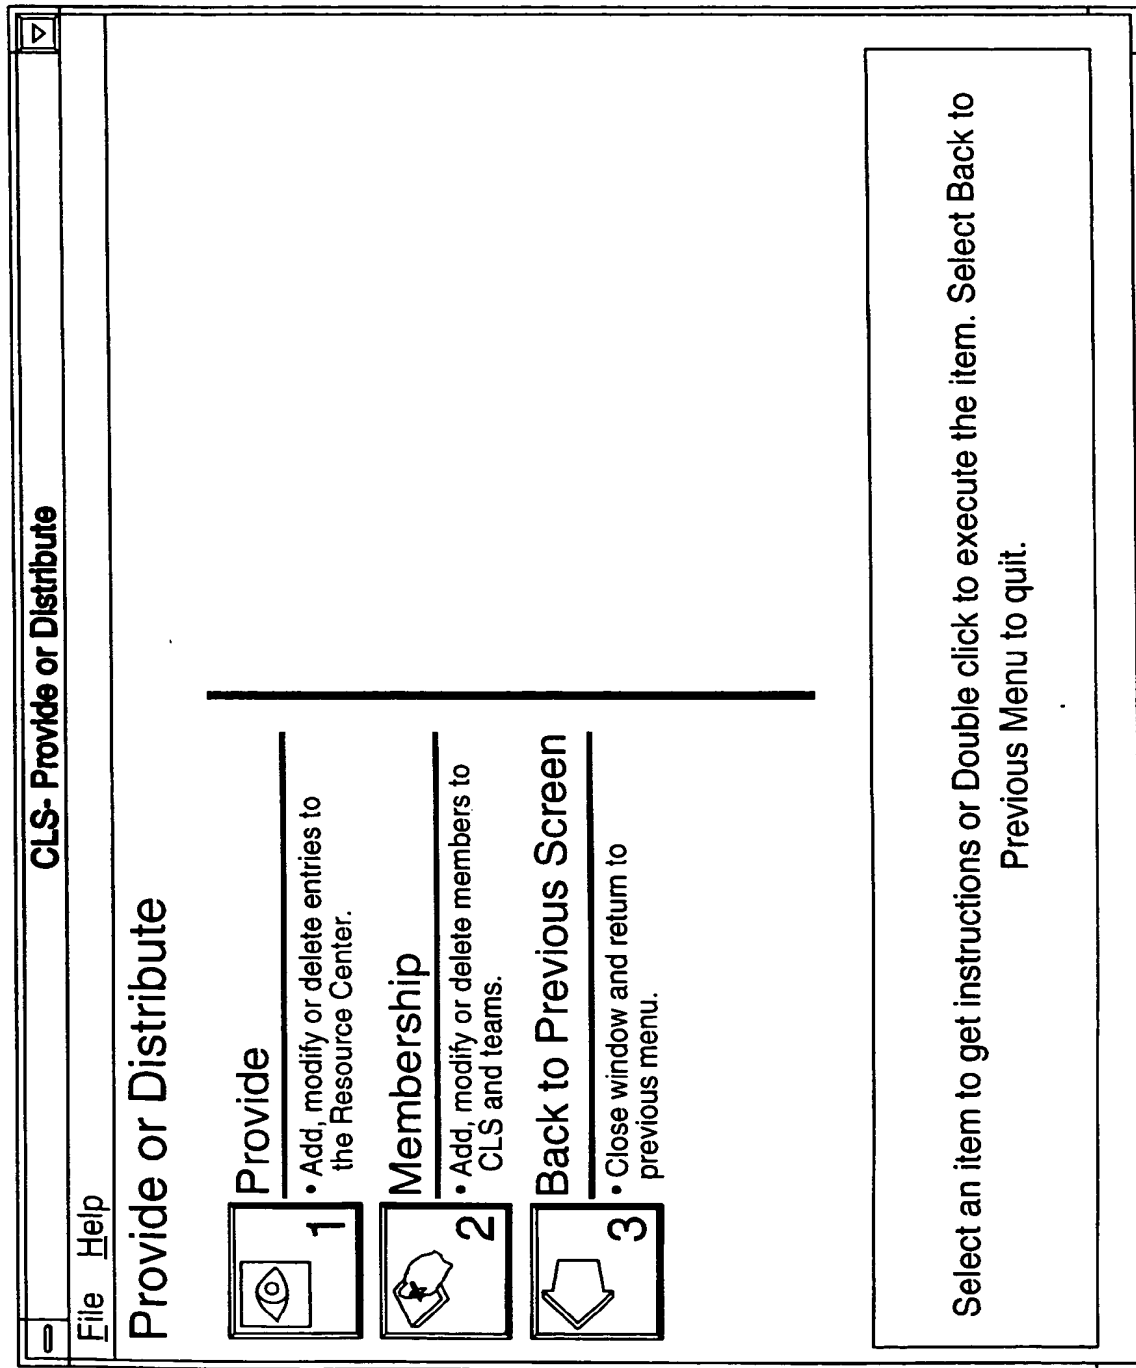 CLS- Provide or Distribute
File Help
Provide or Distribute
1
Provide
• Add, modify or delete entries to
the Resource Center.
2
Membership
• Add, modify or delete members to
CLS and teams.
3
Back to Previous Screen
• Close window and return to
previous menu.
Select an item to get instructions or Double click to execute the item. Select Back to
Previous Menu to quit.